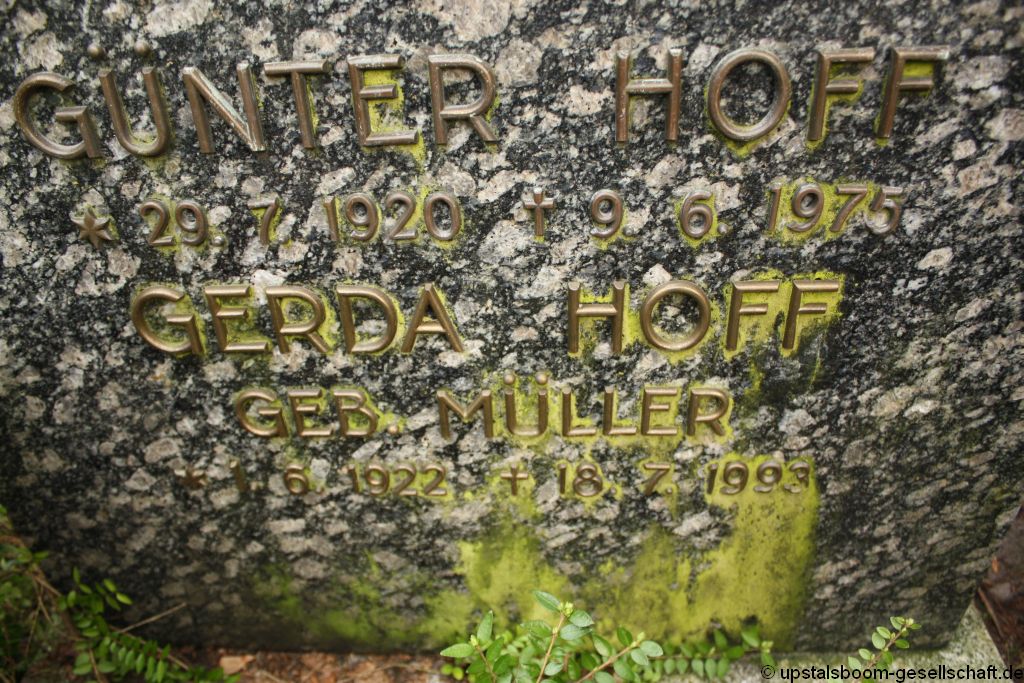 GÜNTER HOFF
* 29. 7. 1920 † 9. 6. 1975
GERDA HOFF
GEB. MÜLLER
* 1. 6. 1922 † 18. 7. 1993
© upstalsboom-gesellschaft.de